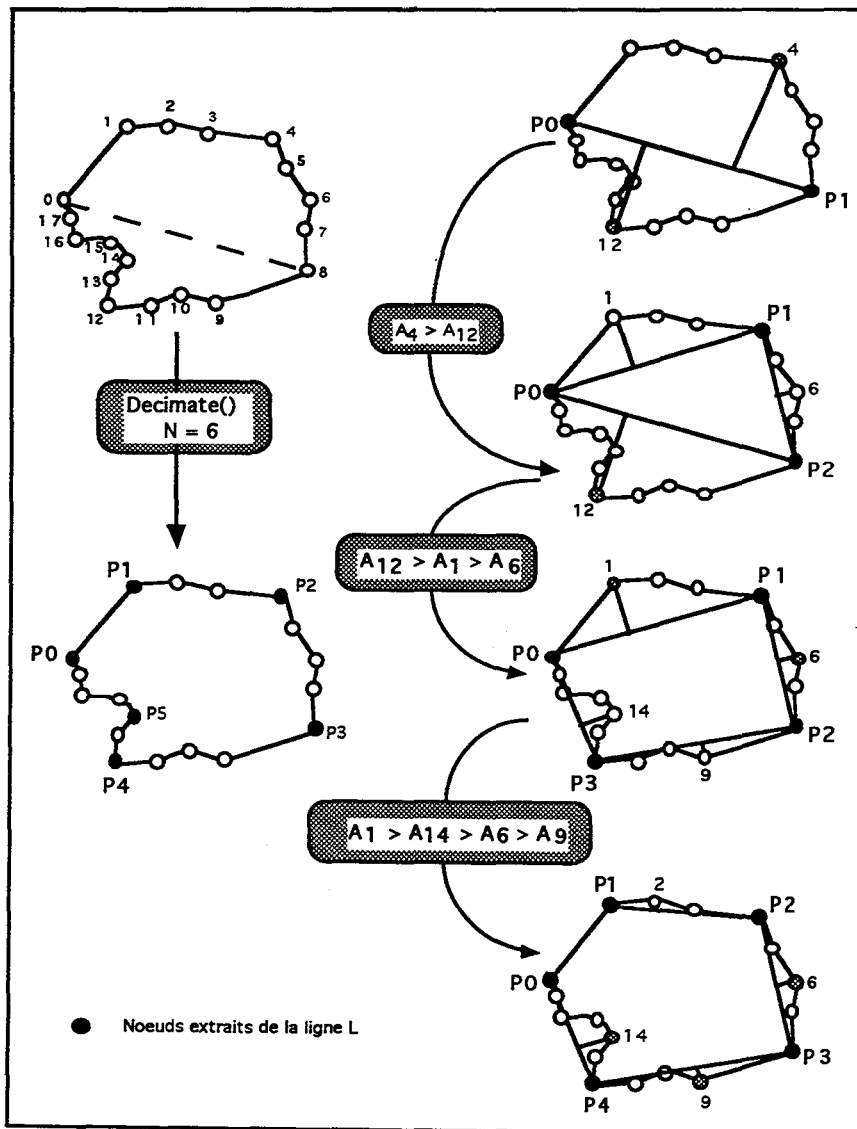 1
2
3
4
5
6
7
8
9
10
11
12
13
14
15
16
17
0
Decimate()
N = 6
P0
P1
P2
P3
P4
P5
4
P0
P1
12
A4 > A12
1
P1
P0
6
P2
12
A12 > A1 > A6
1
P1
P0
6
14
P2
P3
9
A1 > A14 > A6 > A9
P1
2
P2
P0
6
14
P3
P4
9
Noeuds extraits de la ligne L